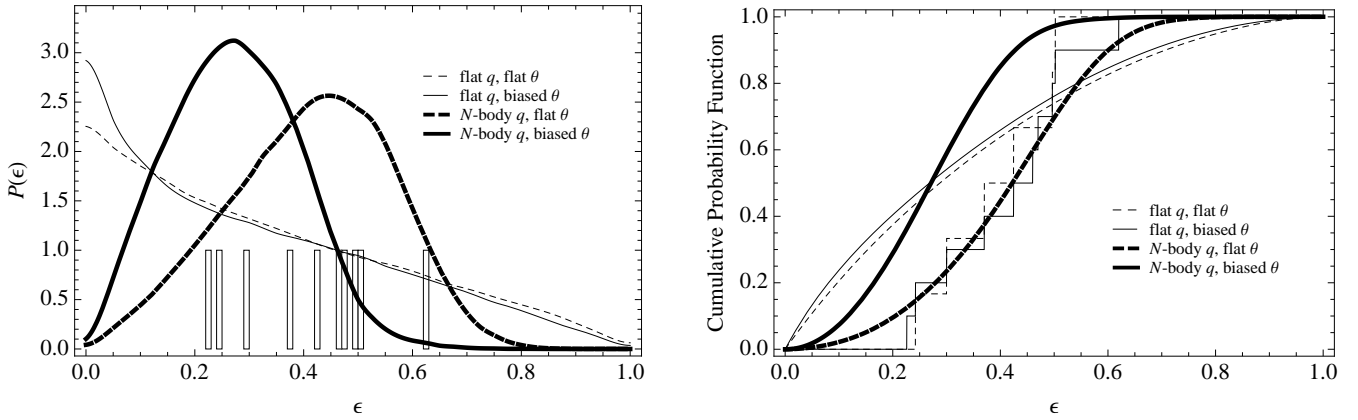 P(ϵ)
3.0
2.5
2.0
1.5
1.0
0.5
0.0
0.0 0.2 0.4 0.6 0.8 1.0
ϵ
flat q, flat θ
flat q, biased θ
N-body q, flat θ
N-body q, biased θ
Cumulative Probability Function
1.0
0.8
0.6
0.4
0.2
0.0
0.0 0.2 0.4 0.6 0.8 1.0
ϵ
flat q, flat θ
flat q, biased θ
N-body q, flat θ
N-body q, biased θ